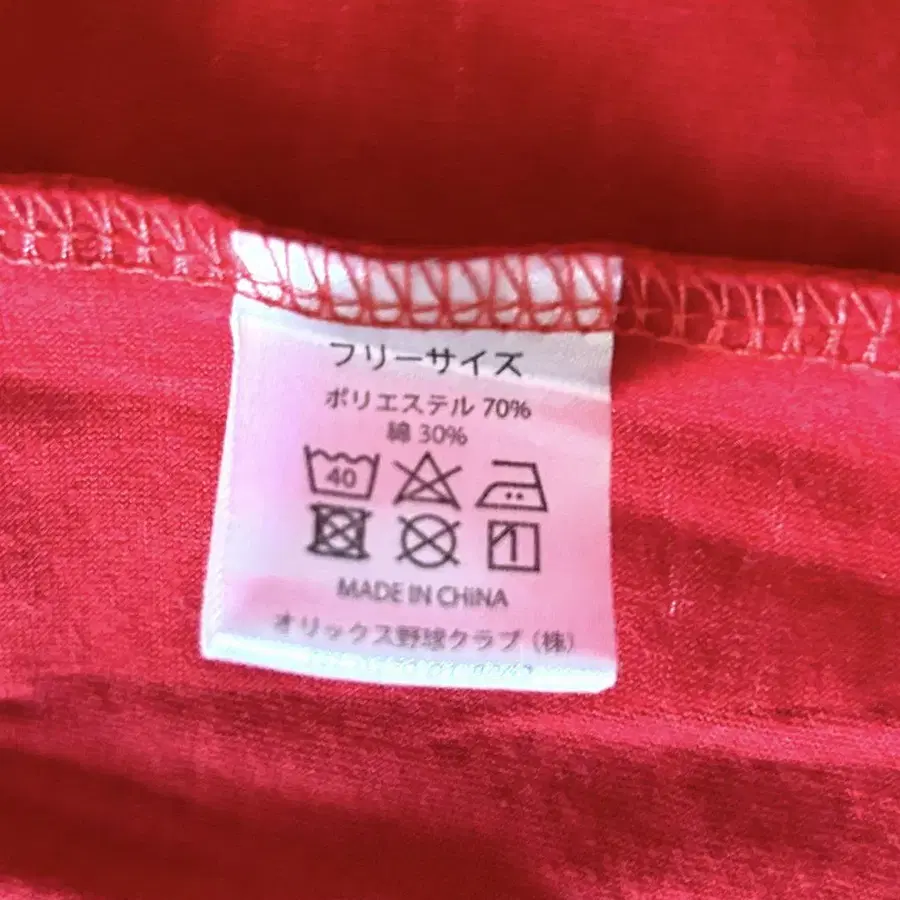 フリーサイズ
ポリエステル 70%
綿 30%
40
MADE IN CHINA
オリックス野球クラブ (株)